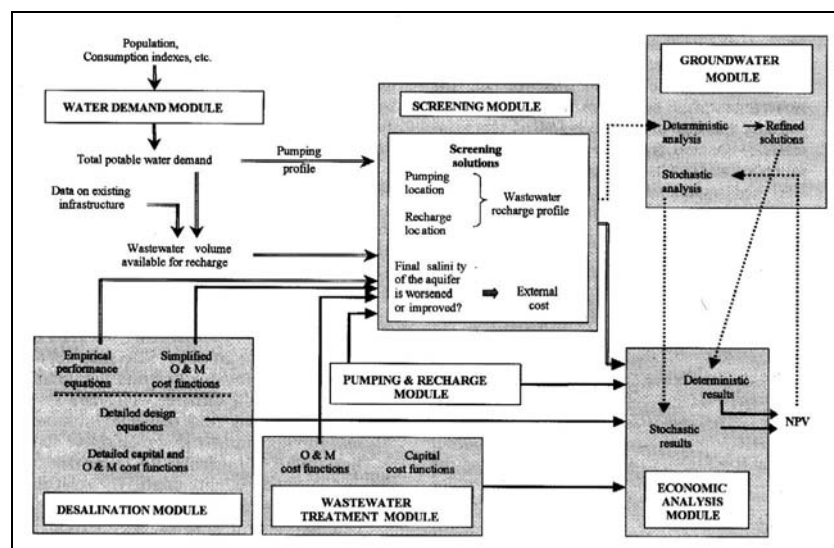 Population,
Consumption indexes, etc.
WATER DEMAND MODULE
Total potable water demand
Pumping
profile
Data on existing
infrastructure
Wastewater volume
available for recharge
SCREENING MODULE
Screening
solutions
Pumping
location
Recharge
location
Wastewater
recharge profile
Final salinity
of the aquifer
is worsened
or improved?
External
cost
GROUNDWATER
MODULE
Deterministic
analysis
Refined
solutions
Stochastic
analysis
Empirical
performance
equations
Simplified
O & M
cost functions
Detailed design
equations
Detailed capital and
O & M cost functions
DESALINATION MODULE
PUMPING & RECHARGE
MODULE
O & M
cost functions
Capital
cost functions
WASTEWATER
TREATMENT MODULE
Deterministic
results
Stochastic
results
NPV
ECONOMIC
ANALYSIS
MODULE